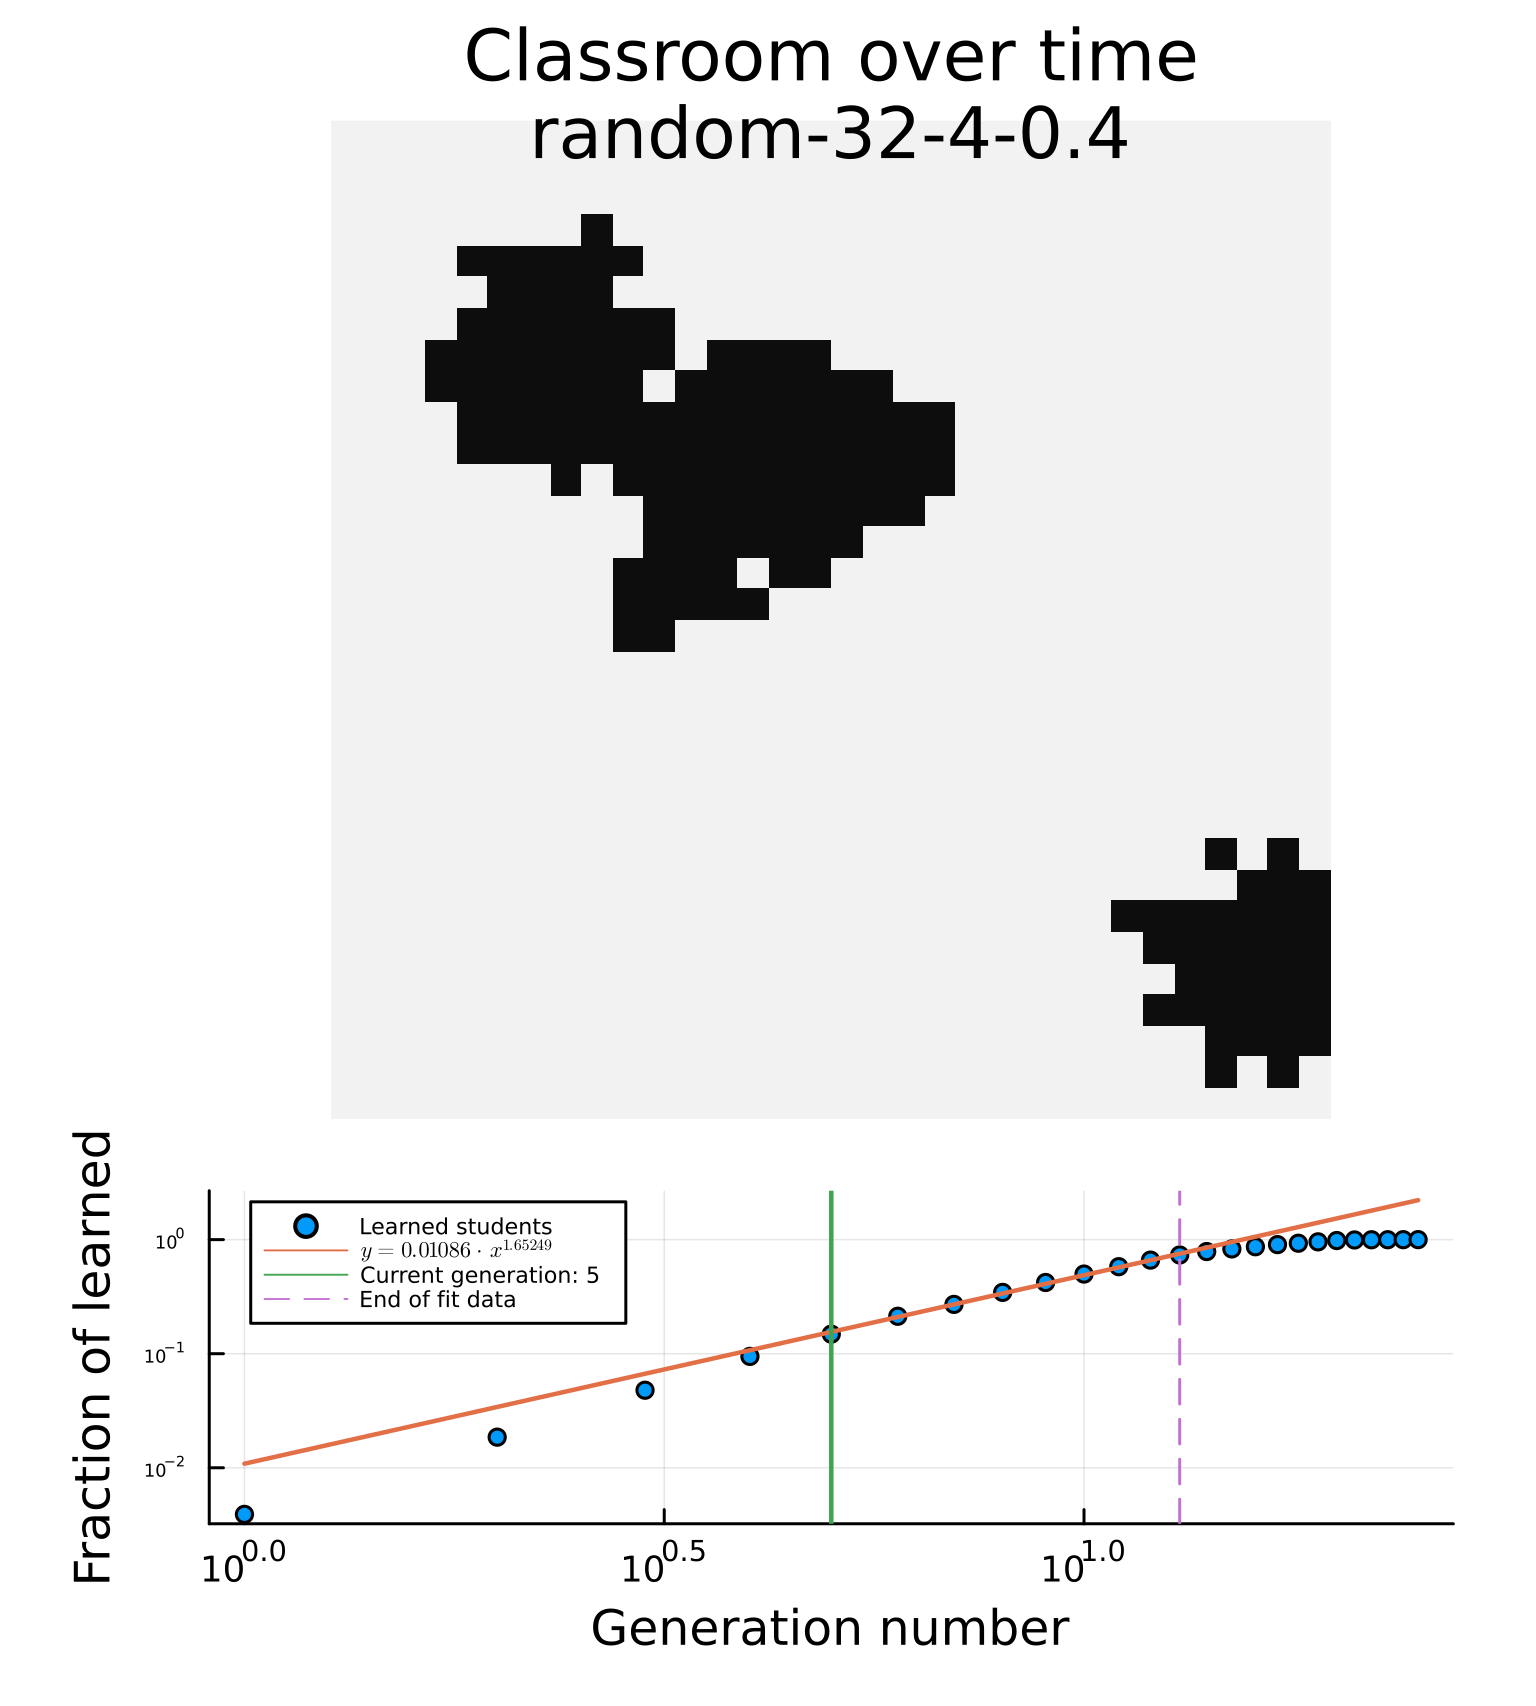 Classroom over time
random-32-4-0.4
Fraction of learned
10⁰
10⁻¹
10⁻²
Learned students
y = 0.01086 · x^1.65249
Current generation: 5
End of fit data
10^0.0
10^0.5
10^1.0
Generation number